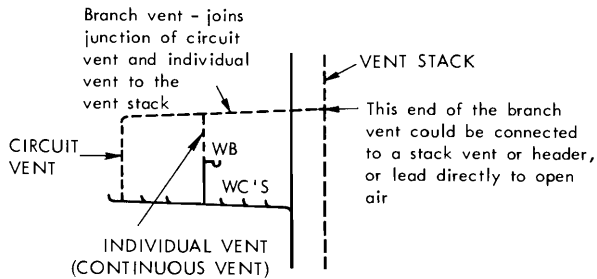 Branch vent - joins
junction of circuit
vent and individual
vent to the
vent stack
VENT STACK
This end of the branch
vent could be connected
to a stack vent or header,
or lead directly to open
air
CIRCUIT
VENT
WB
WC'S
INDIVIDUAL VENT
(CONTINUOUS VENT)